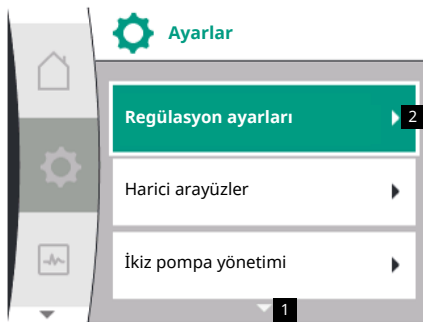 Ayarlar
Regülasyon ayarları
2
Harici arayüzler
İkiz pompa yönetimi
1